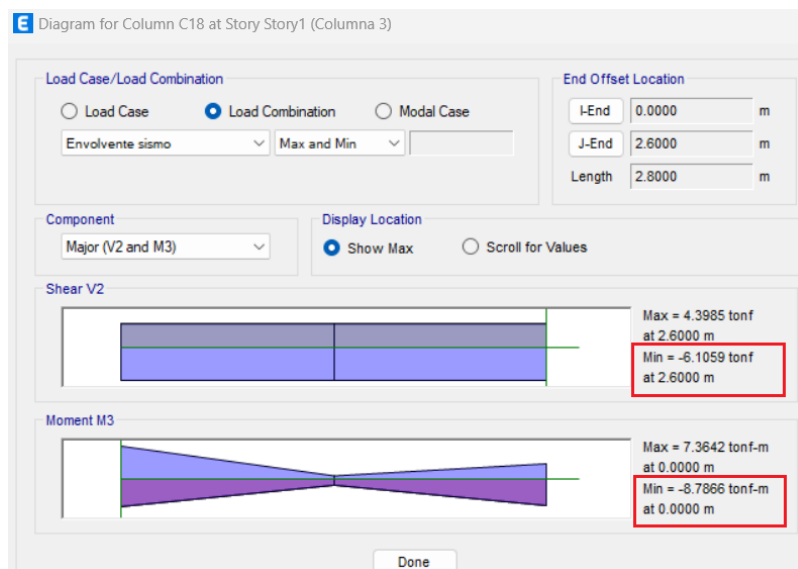 E Diagram for Column C18 at Story Story1 (Columna 3)
Load Case/Load Combination
Load Case Load Combination Modal Case
Envolvente sismo Max and Min
End Offset Location
I-End 0.0000 m
J-End 2.6000 m
Length 2.8000 m
Component
Major (V2 and M3)
Display Location
Show Max Scroll for Values
Shear V2
Max = 4.3985 tonf
at 2.6000 m
Min = -6.1059 tonf
at 2.6000 m
Moment M3
Max = 7.3642 tonf-m
at 0.0000 m
Min = -8.7866 tonf-m
at 0.0000 m
Done